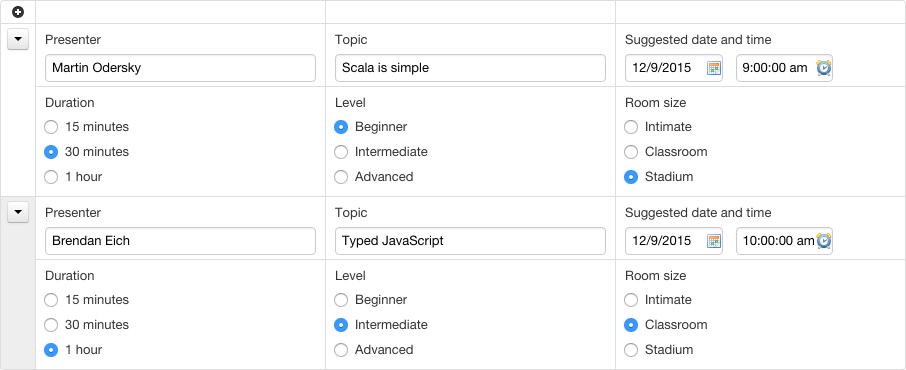 Presenter Topic Suggested date and time
Martin Odersky Scala is simple 12/9/2015 9:00:00 am
Duration Level Room size
15 minutes Beginner Intimate
30 minutes Intermediate Classroom
1 hour Advanced Stadium
Presenter Topic Suggested date and time
Brendan Eich Typed JavaScript 12/9/2015 10:00:00 am
Duration Level Room size
15 minutes Beginner Intimate
30 minutes Intermediate Classroom
1 hour Advanced Stadium